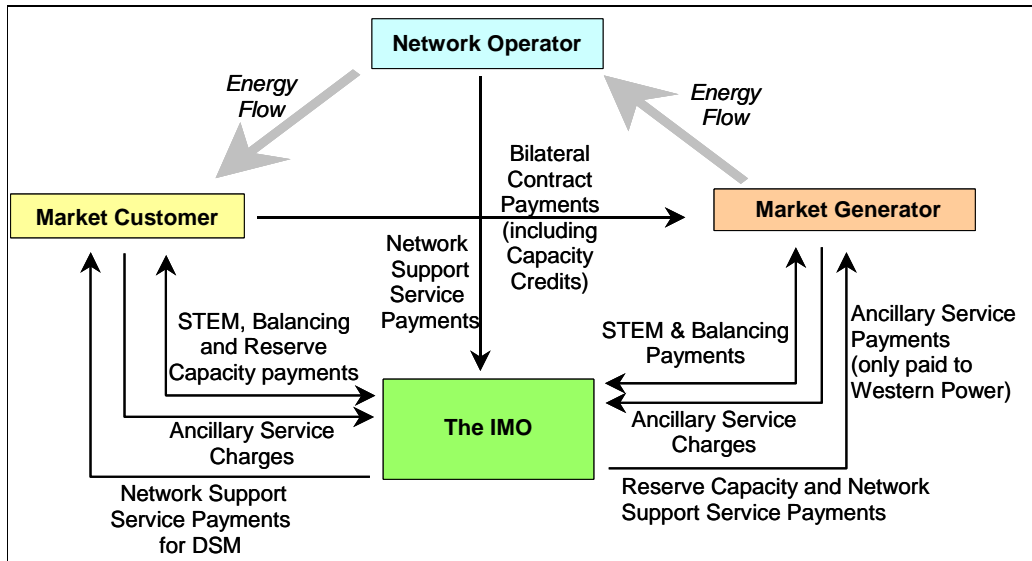 Network Operator
Energy
Flow
Energy
Flow
Bilateral
Contract
Payments
(including
Capacity
Credits)
Market Customer
Market Generator
Network
Support
Service
Payments
STEM, Balancing
and Reserve
Capacity payments
STEM & Balancing
Payments
Ancillary Service
Payments
(only paid to
Western Power)
The IMO
Ancillary Service
Charges
Ancillary Service
Charges
Network Support
Service Payments
for DSM
Reserve Capacity and Network
Support Service Payments